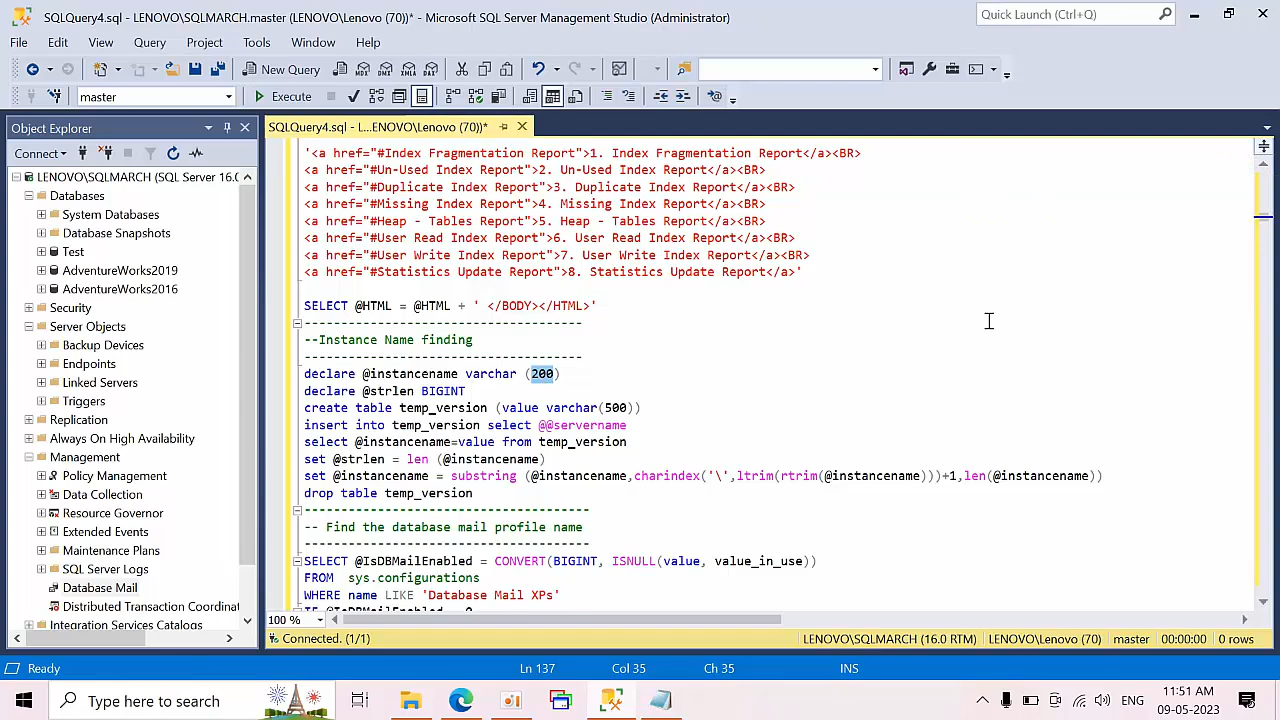 SQLQuery4.sql - LENOVO\SQLMARCH.master (LENOVO\Lenovo (70))* - Microsoft SQL Server Management Studio (Administrator)
Quick Launch (Ctrl+Q)
File Edit View Query Project Tools Window Help
New Query
MDX DMX XMLA DAX
master
Execute
Object Explorer
SQLQuery4.sql - L...ENOVO\Lenovo (70))*
Connect
LENOVO\SQLMARCH (SQL Server 16.0
Databases
System Databases
Database Snapshots
Test
AdventureWorks2019
AdventureWorks2016
Security
Server Objects
Backup Devices
Endpoints
Linked Servers
Triggers
Replication
Always On High Availability
Management
Policy Management
Data Collection
Resource Governor
Extended Events
Maintenance Plans
SQL Server Logs
Database Mail
Distributed Transaction Coordinat
Integration Services Catalogs
'<a href="#Index Fragmentation Report">1. Index Fragmentation Report</a><BR>
<a href="#Un-Used Index Report">2. Un-Used Index Report</a><BR>
<a href="#Duplicate Index Report">3. Duplicate Index Report</a><BR>
<a href="#Missing Index Report">4. Missing Index Report</a><BR>
<a href="#Heap - Tables Report">5. Heap - Tables Report</a><BR>
<a href="#User Read Index Report">6. User Read Index Report</a><BR>
<a href="#User Write Index Report">7. User Write Index Report</a><BR>
<a href="#Statistics Update Report">8. Statistics Update Report</a>'
SELECT @HTML = @HTML + ' </BODY></HTML>'
--------------------------------------
--Instance Name finding
--------------------------------------
declare @instancename varchar (200)
declare @strlen BIGINT
create table temp_version (value varchar(500))
insert into temp_version select @@servername
select @instancename=value from temp_version
set @strlen = len (@instancename)
set @instancename = substring (@instancename,charindex('\',ltrim(rtrim(@instancename)))+1,len(@instancename))
drop table temp_version
---------------------------------------
-- Find the database mail profile name
---------------------------------------
SELECT @IsDBMailEnabled = CONVERT(BIGINT, ISNULL(value, value_in_use))
FROM sys.configurations
WHERE name LIKE 'Database Mail XPs'
IF @IsDBMailEnabled = 0
100 %
Connected. (1/1)
LENOVO\SQLMARCH (16.0 RTM) LENOVO\Lenovo (70) master 00:00:00 0 rows
Ready
Ln 137
Col 35
Ch 35
INS
Type here to search
ENG
11:51 AM
09-05-2023